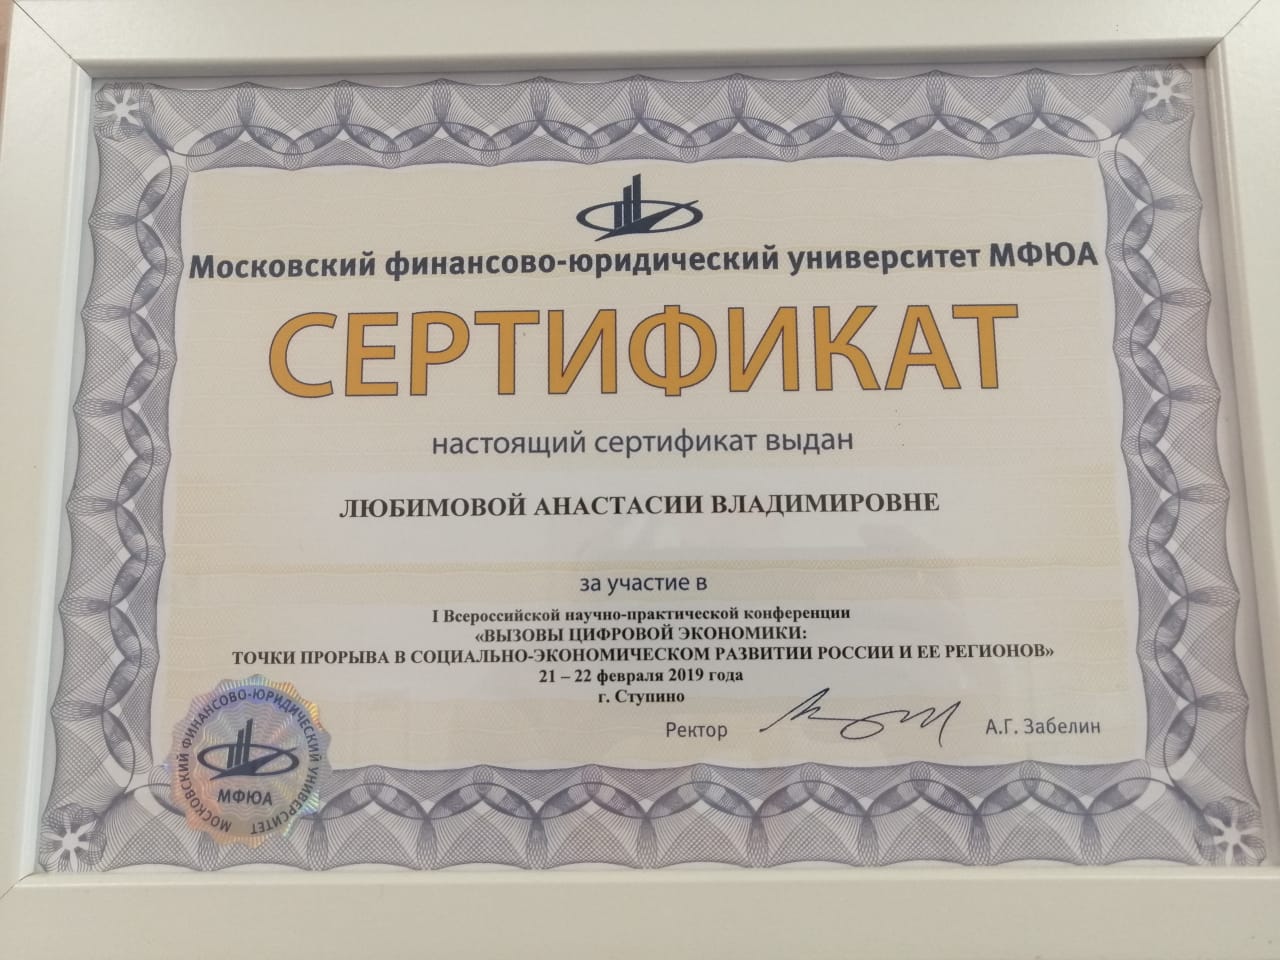 Московский финансово-юридический университет МФЮА
СЕРТИФИКАТ
настоящий сертификат выдан
ЛЮБИМОВОЙ АНАСТАСИИ ВЛАДИМИРОВНЕ
за участие в
I Всероссийской научно-практической конференции
«ВЫЗОВЫ ЦИФРОВОЙ ЭКОНОМИКИ:
ТОЧКИ ПРОРЫВА В СОЦИАЛЬНО-ЭКОНОМИЧЕСКОМ РАЗВИТИИ РОССИИ И ЕЕ РЕГИОНОВ»
21 – 22 февраля 2019 года
г. Ступино
Ректор А.Г. Забелин
МОСКОВСКИЙ ФИНАНСОВО-ЮРИДИЧЕСКИЙ УНИВЕРСИТЕТ
МФЮА